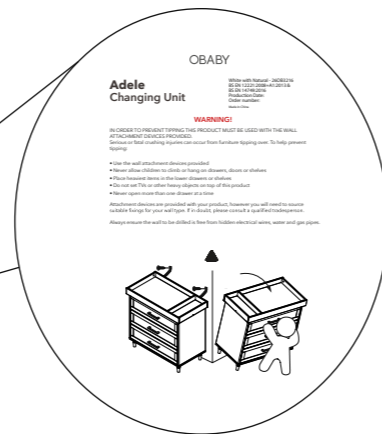 OBABY
Adele
Changing Unit
White with Natural - 26OB3216
BS EN 12221:2008+A1:2013 &
BS EN 14749:2016
Production Date:
Order number:
Made in China
WARNING!
IN ORDER TO PREVENT TIPPING THIS PRODUCT MUST BE USED WITH THE WALL
ATTACHMENT DEVICES PROVIDED.
Serious or fatal crushing injuries can occur from furniture tipping over. To help prevent
tipping:
• Use the wall attachment devices provided
• Never allow children to climb or hang on drawers, doors or shelves
• Place heaviest items in the lower drawers or shelves
• Do not set TVs or other heavy objects on top of this product
• Never open more than one drawer at a time
Attachment devices are provided with your product, however you will need to source
suitable fixings for your wall type. If in doubt, please consult a qualified tradesperson.
Always ensure the wall to be drilled is free from hidden electrical wires, water and gas pipes.